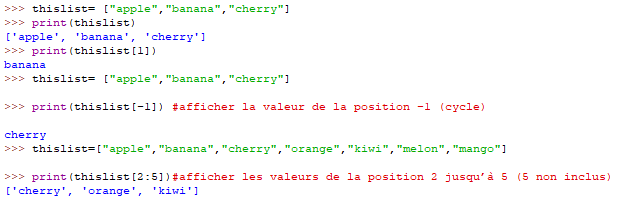 >>> thislist= ["apple","banana","cherry"]
>>> print(thislist)
['apple', 'banana', 'cherry']
>>> print(thislist[1])
banana
>>> thislist= ["apple","banana","cherry"]
>>> print(thislist[-1]) #afficher la valeur de la position -1 (cycle)
cherry
>>> thislist=["apple","banana","cherry","orange","kiwi","melon","mango"]
>>> print(thislist[2:5])#afficher les valeurs de la position 2 jusqu'à 5 (5 non inclus)
['cherry', 'orange', 'kiwi']